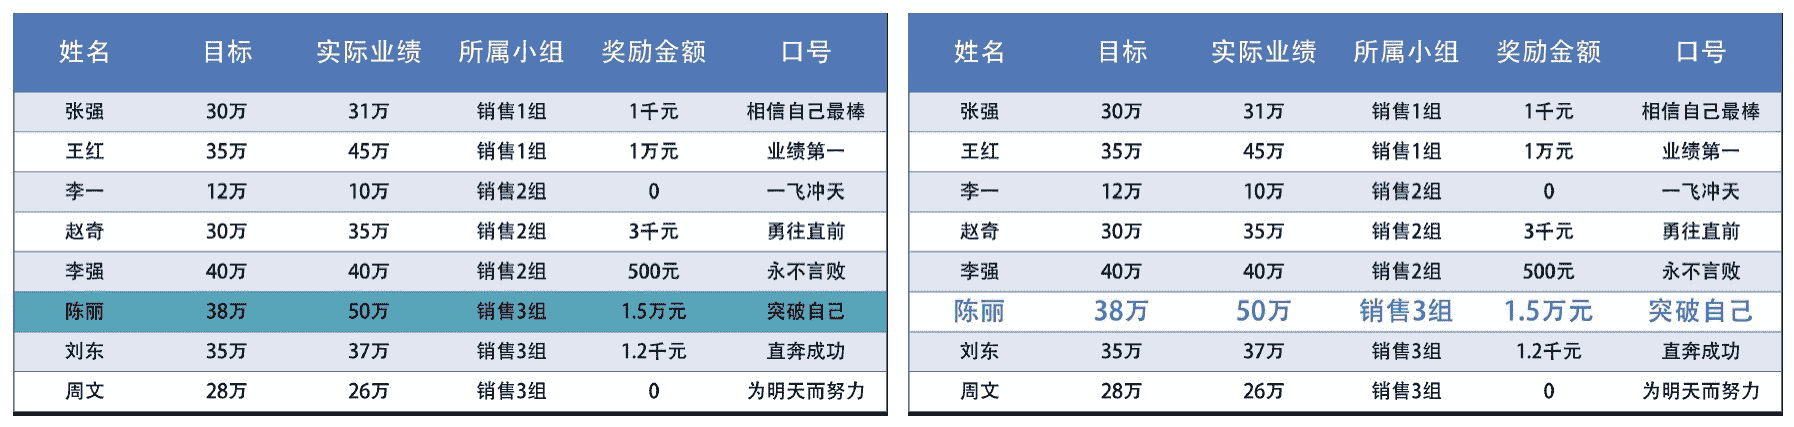 姓名 目标 实际业绩 所属小组 奖励金额 口号
张强 30万 31万 销售1组 1千元 相信自己最棒
王红 35万 45万 销售1组 1万元 业绩第一
李一 12万 10万 销售2组 0 一飞冲天
赵奇 30万 35万 销售2组 3千元 勇往直前
李强 40万 40万 销售2组 500元 永不言败
陈丽 38万 50万 销售3组 1.5万元 突破自己
刘东 35万 37万 销售3组 1.2千元 直奔成功
周文 28万 26万 销售3组 0 为明天而努力
姓名 目标 实际业绩 所属小组 奖励金额 口号
张强 30万 31万 销售1组 1千元 相信自己最棒
王红 35万 45万 销售1组 1万元 业绩第一
李一 12万 10万 销售2组 0 一飞冲天
赵奇 30万 35万 销售2组 3千元 勇往直前
李强 40万 40万 销售2组 500元 永不言败
陈丽 38万 50万 销售3组 1.5万元 突破自己
刘东 35万 37万 销售3组 1.2千元 直奔成功
周文 28万 26万 销售3组 0 为明天而努力